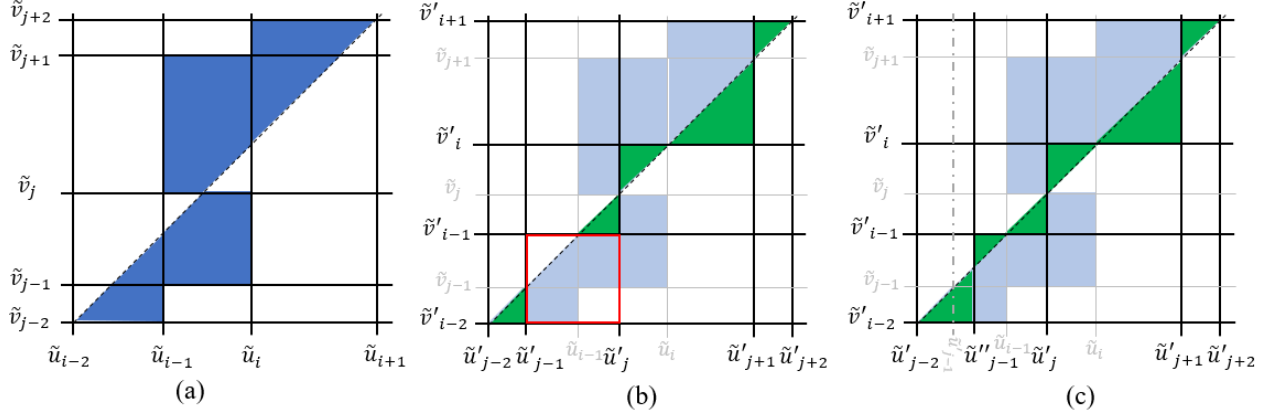 ṽ_{j+2}
ṽ_{j+1}
ṽ_j
ṽ_{j-1}
ṽ_{j-2}
ũ_{i-2} ũ_{i-1} ũ_i ũ_{i+1}
(a)
ṽ'_{i+1}
ṽ_{j+1}
ṽ'_i
ṽ_j
ṽ'_{i-1}
ṽ_{j-1}
ṽ'_{i-2}
ũ'_{j-2} ũ'_{j-1} ũ_{i-1} ũ'_j ũ_i ũ'_{j+1} ũ'_{j+2}
(b)
ṽ'_{i+1}
ṽ_{j+1}
ṽ'_i
ṽ_j
ṽ'_{i-1}
ṽ_{j-1}
ṽ'_{i-2}
ũ'_{j-2} ũ'_{j-1} ũ''_{j-1} ũ_{i-1} ũ'_j ũ_i ũ'_{j+1} ũ'_{j+2}
(c)